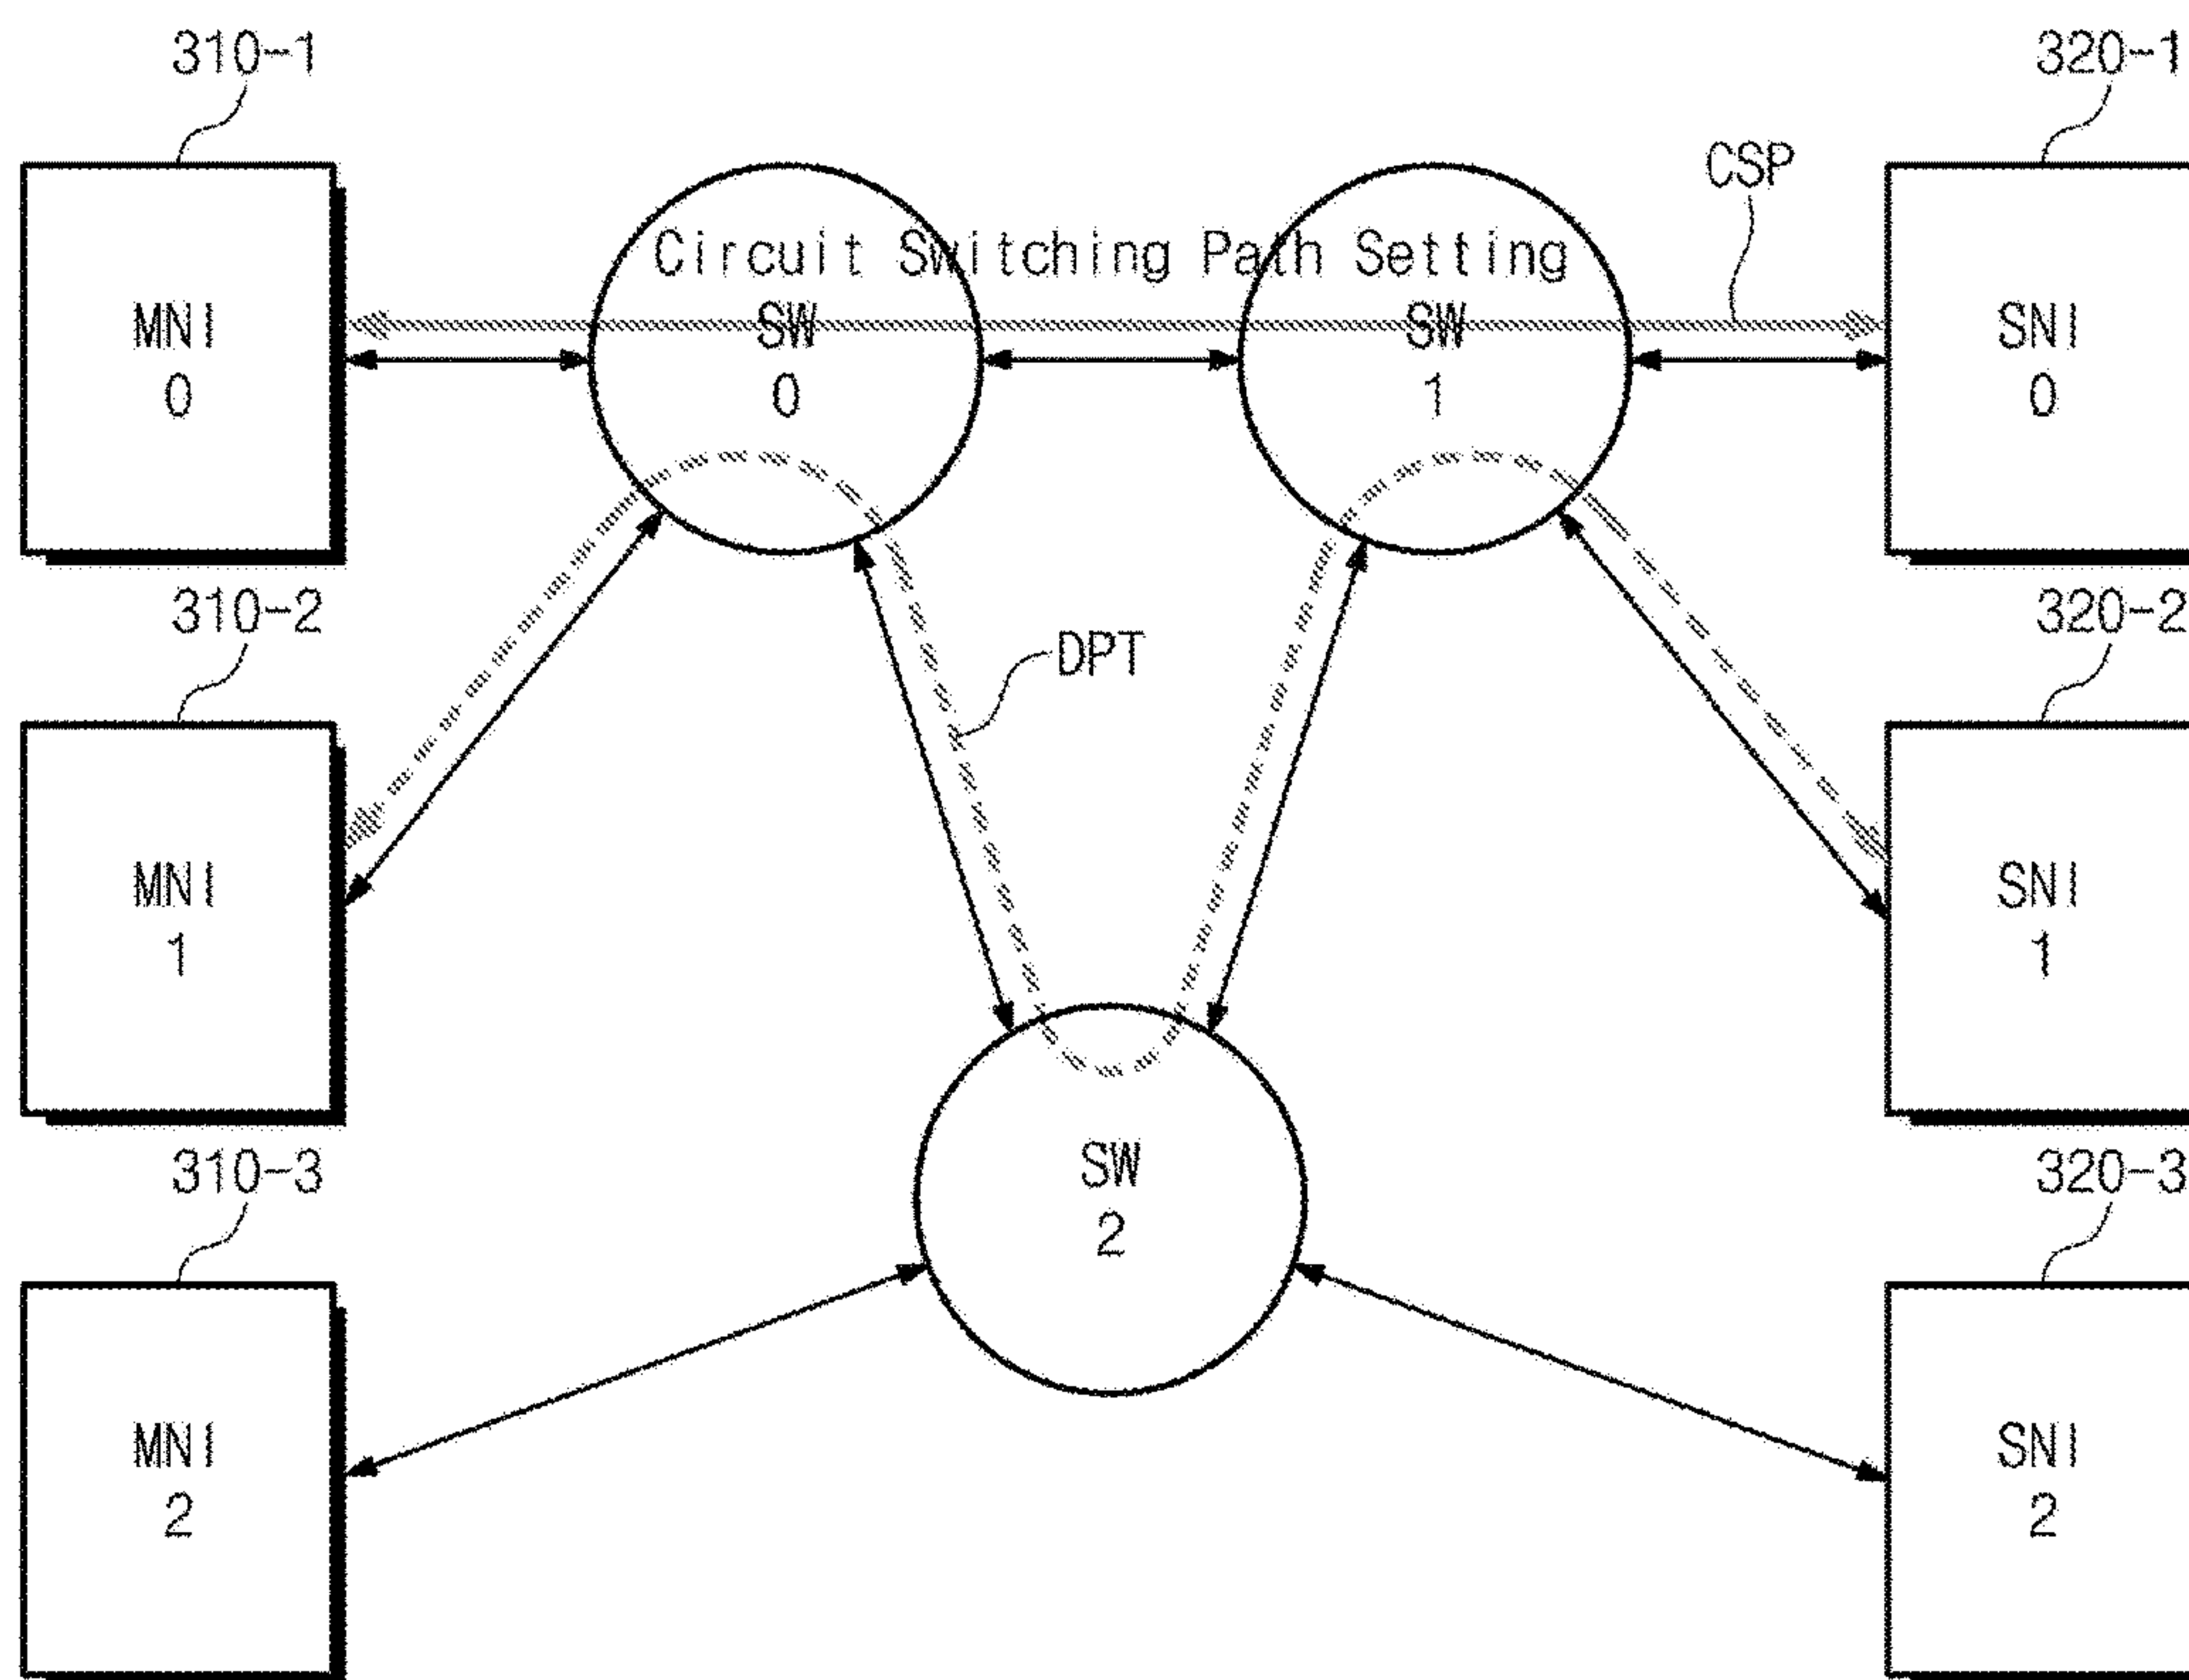 310-1
320-1
CSP
Circuit Switching Path Setting
MNI
0
SW
0
SW
1
SNI
0
310-2
320-2
DPT
MNI
1
SNI
1
310-3
320-3
SW
2
MNI
2
SNI
2